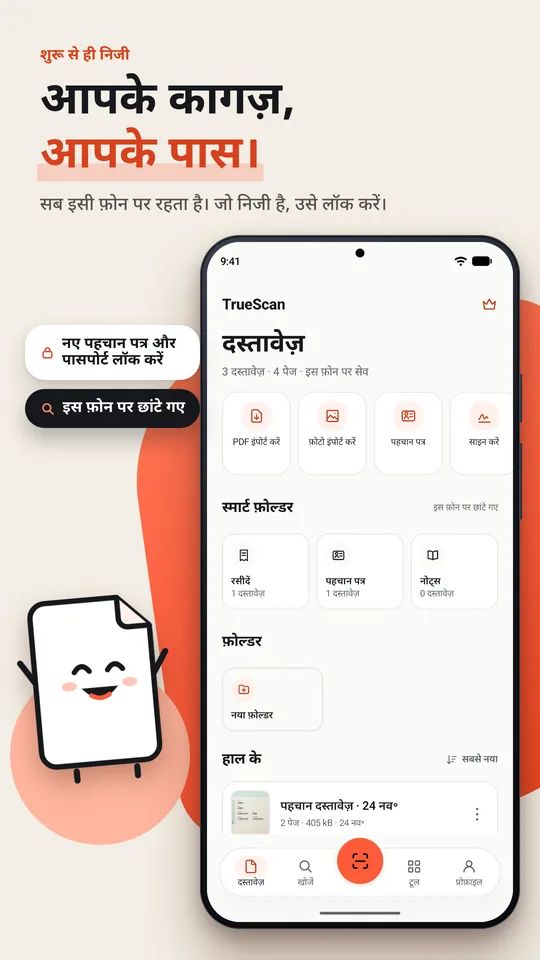 शुरू से ही निजी
आपके कागज़,
आपके पास।
सब इसी फ़ोन पर रहता है। जो निजी है, उसे लॉक करें।
9:41
TrueScan
दस्तावेज़
3 दस्तावेज़ · 4 पेज · इस फ़ोन पर सेव
नए पहचान पत्र और
पासपोर्ट लॉक करें
इस फ़ोन पर छांटे गए
PDF इंपोर्ट करें
फ़ोटो इंपोर्ट करें
पहचान पत्र
साइन करें
स्मार्ट फ़ोल्डर
इस फ़ोन पर छांटे गए
रसीदें
1 दस्तावेज़
पहचान पत्र
1 दस्तावेज़
नोट्स
0 दस्तावेज़
फ़ोल्डर
नया फ़ोल्डर
हाल के
सबसे नया
पहचान दस्तावेज़ · 24 नव॰
2 पेज · 405 kB · 24 नव॰
दस्तावेज़
खोजें
टूल
प्रोफ़ाइल